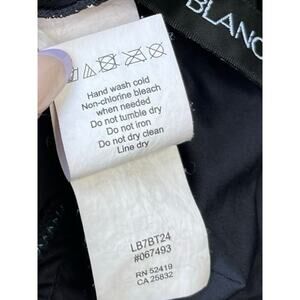 BLANC
Hand wash cold
Non-chlorine bleach
when needed
Do not tumble dry
Do not iron
Do not dry clean
Line dry
LB7BT24
#067493
RN 52419
CA 25832